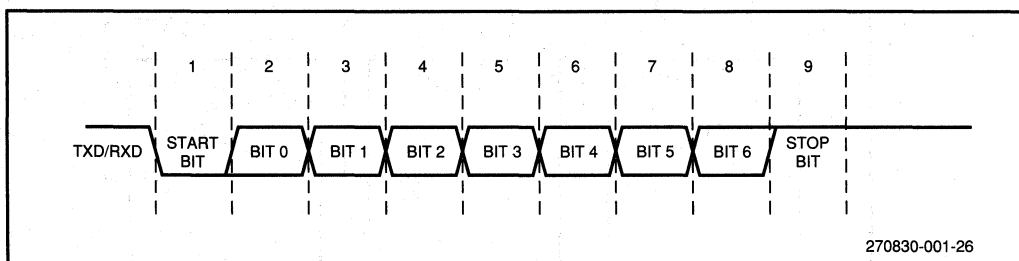 1 2 3 4 5 6 7 8 9
TXD/RXD START BIT BIT 0 BIT 1 BIT 2 BIT 3 BIT 4 BIT 5 BIT 6 STOP BIT
270830-001-26